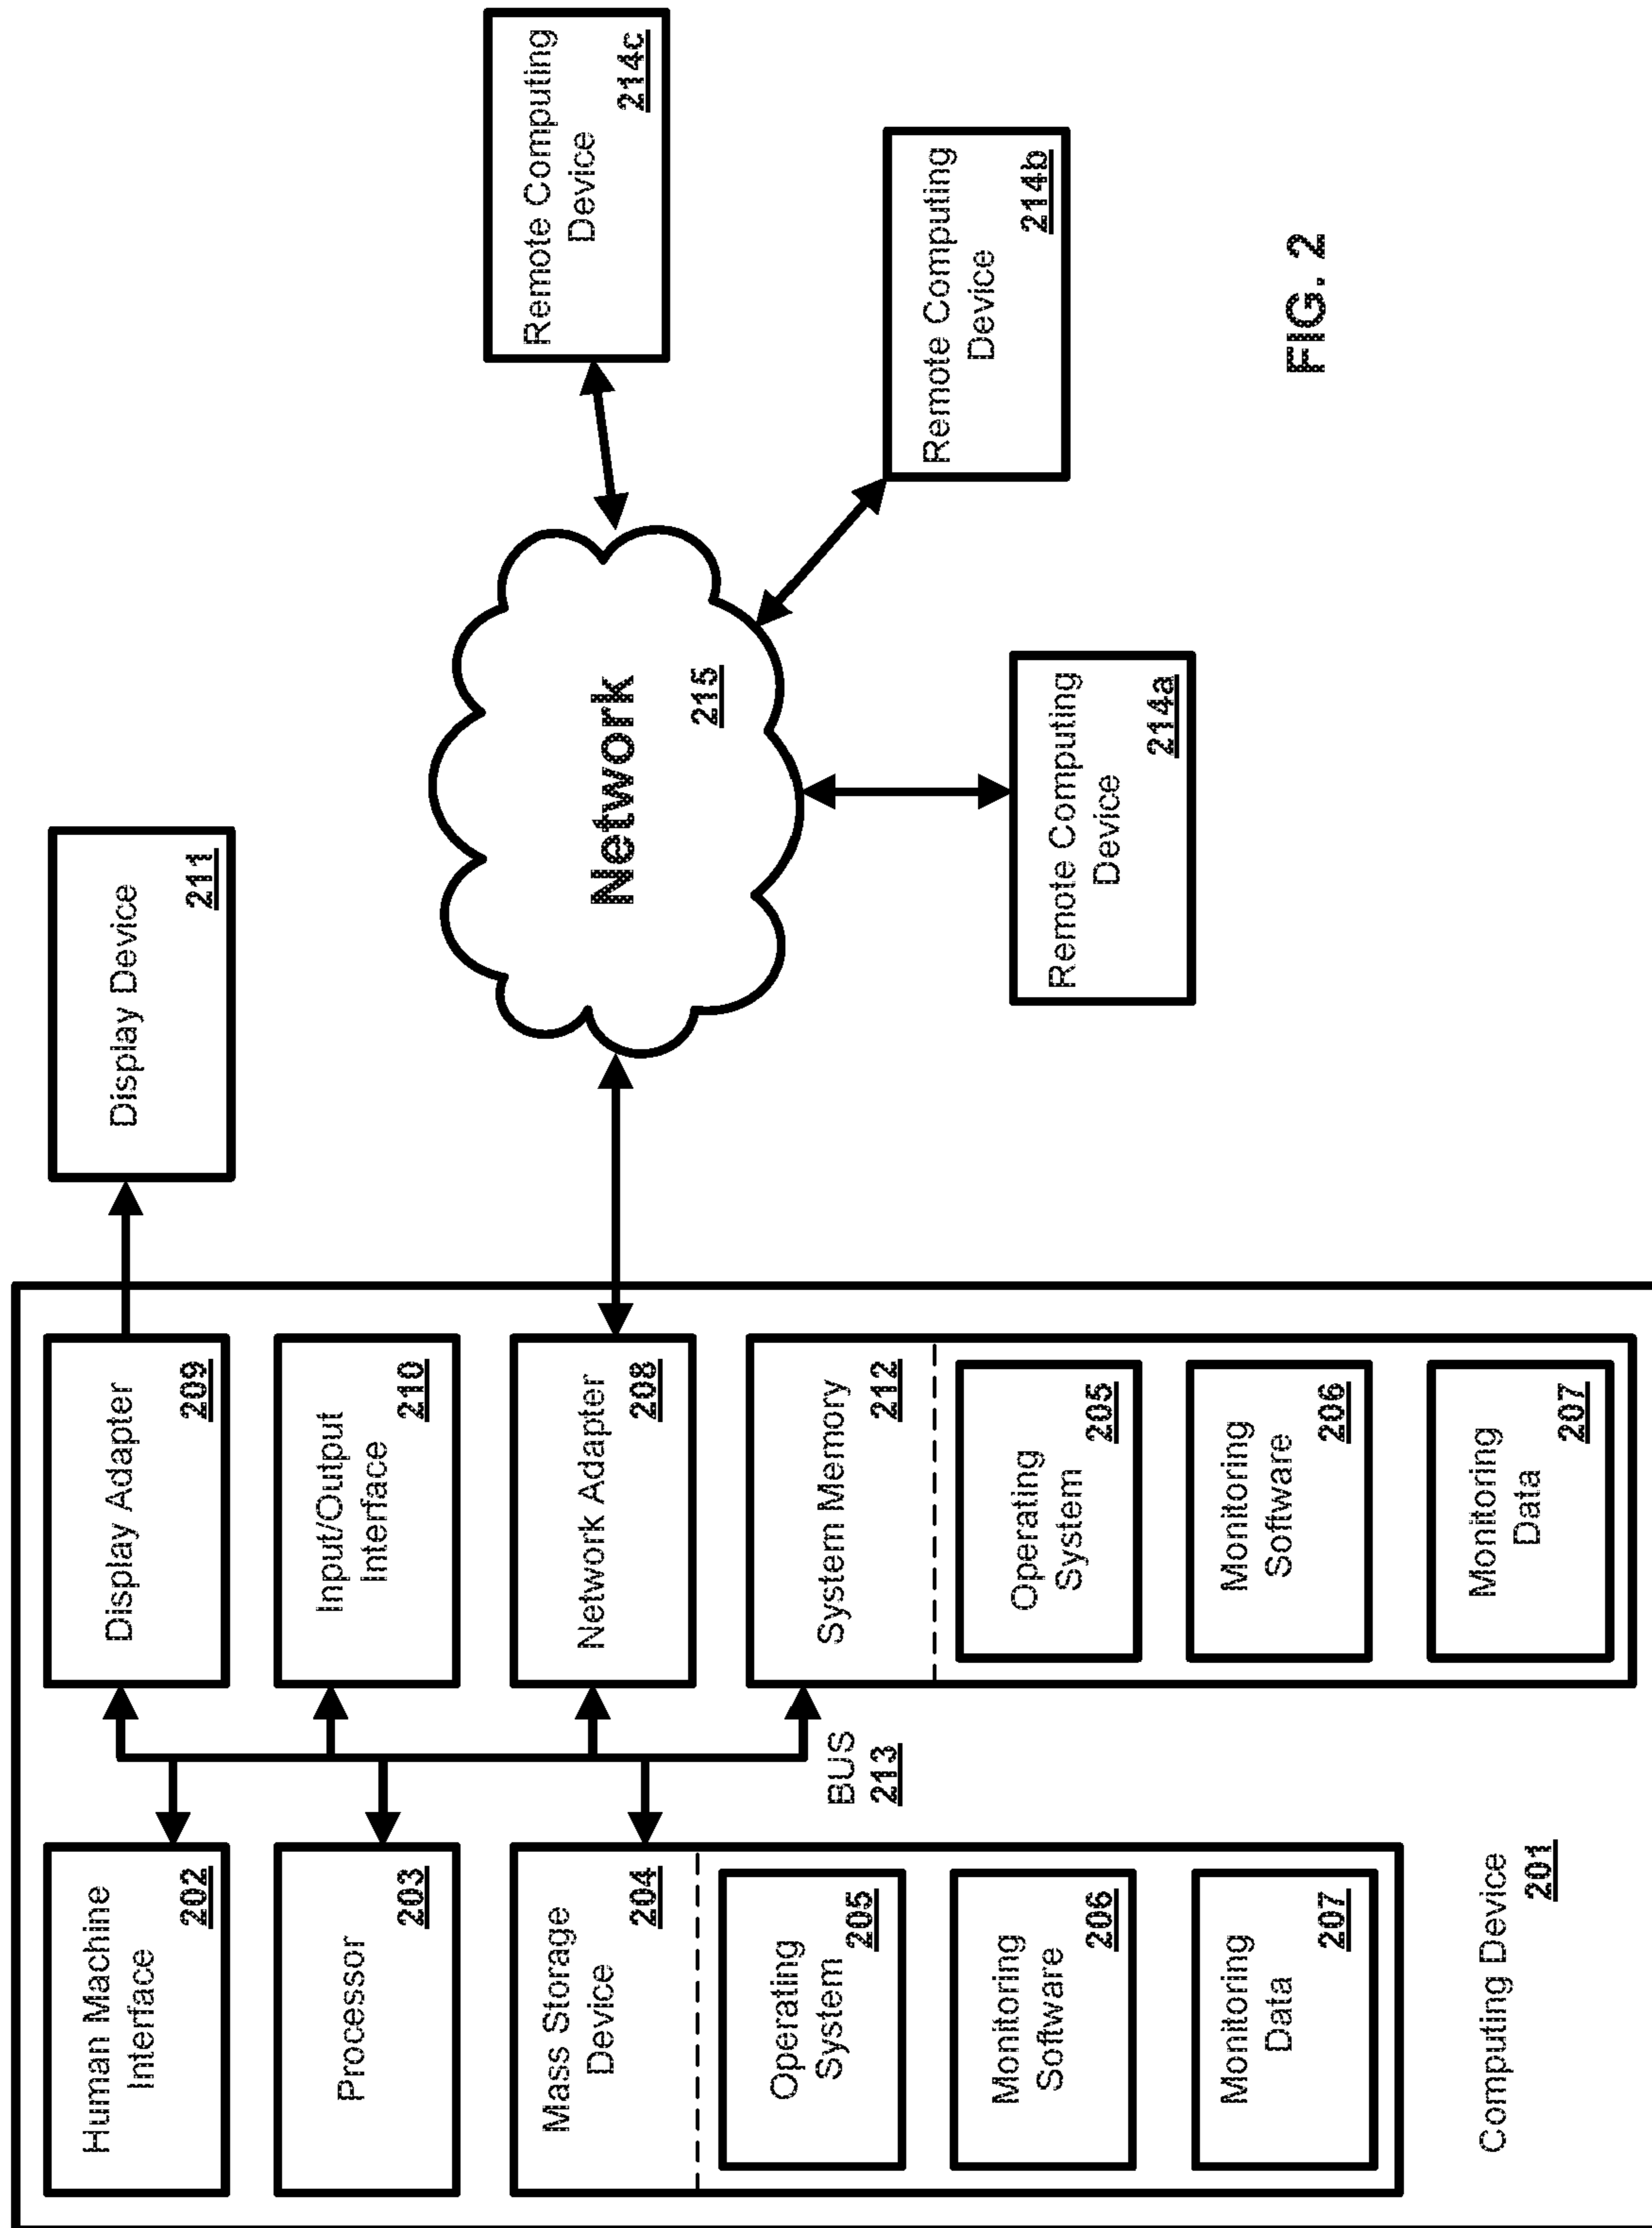 Human Machine
Interface
202
Processor
203
Mass Storage
Device
204
Operating
System
205
Monitoring
Software
206
Monitoring
Data
207
Computing Device
201
BUS
213
Display Adapter
209
Input/Output
Interface
210
Network Adapter
208
System Memory
212
Operating
System
205
Monitoring
Software
206
Monitoring
Data
207
Display Device
211
Network
215
Remote Computing
Device
214a
Remote Computing
Device
214b
Remote Computing
Device
214c
FIG. 2